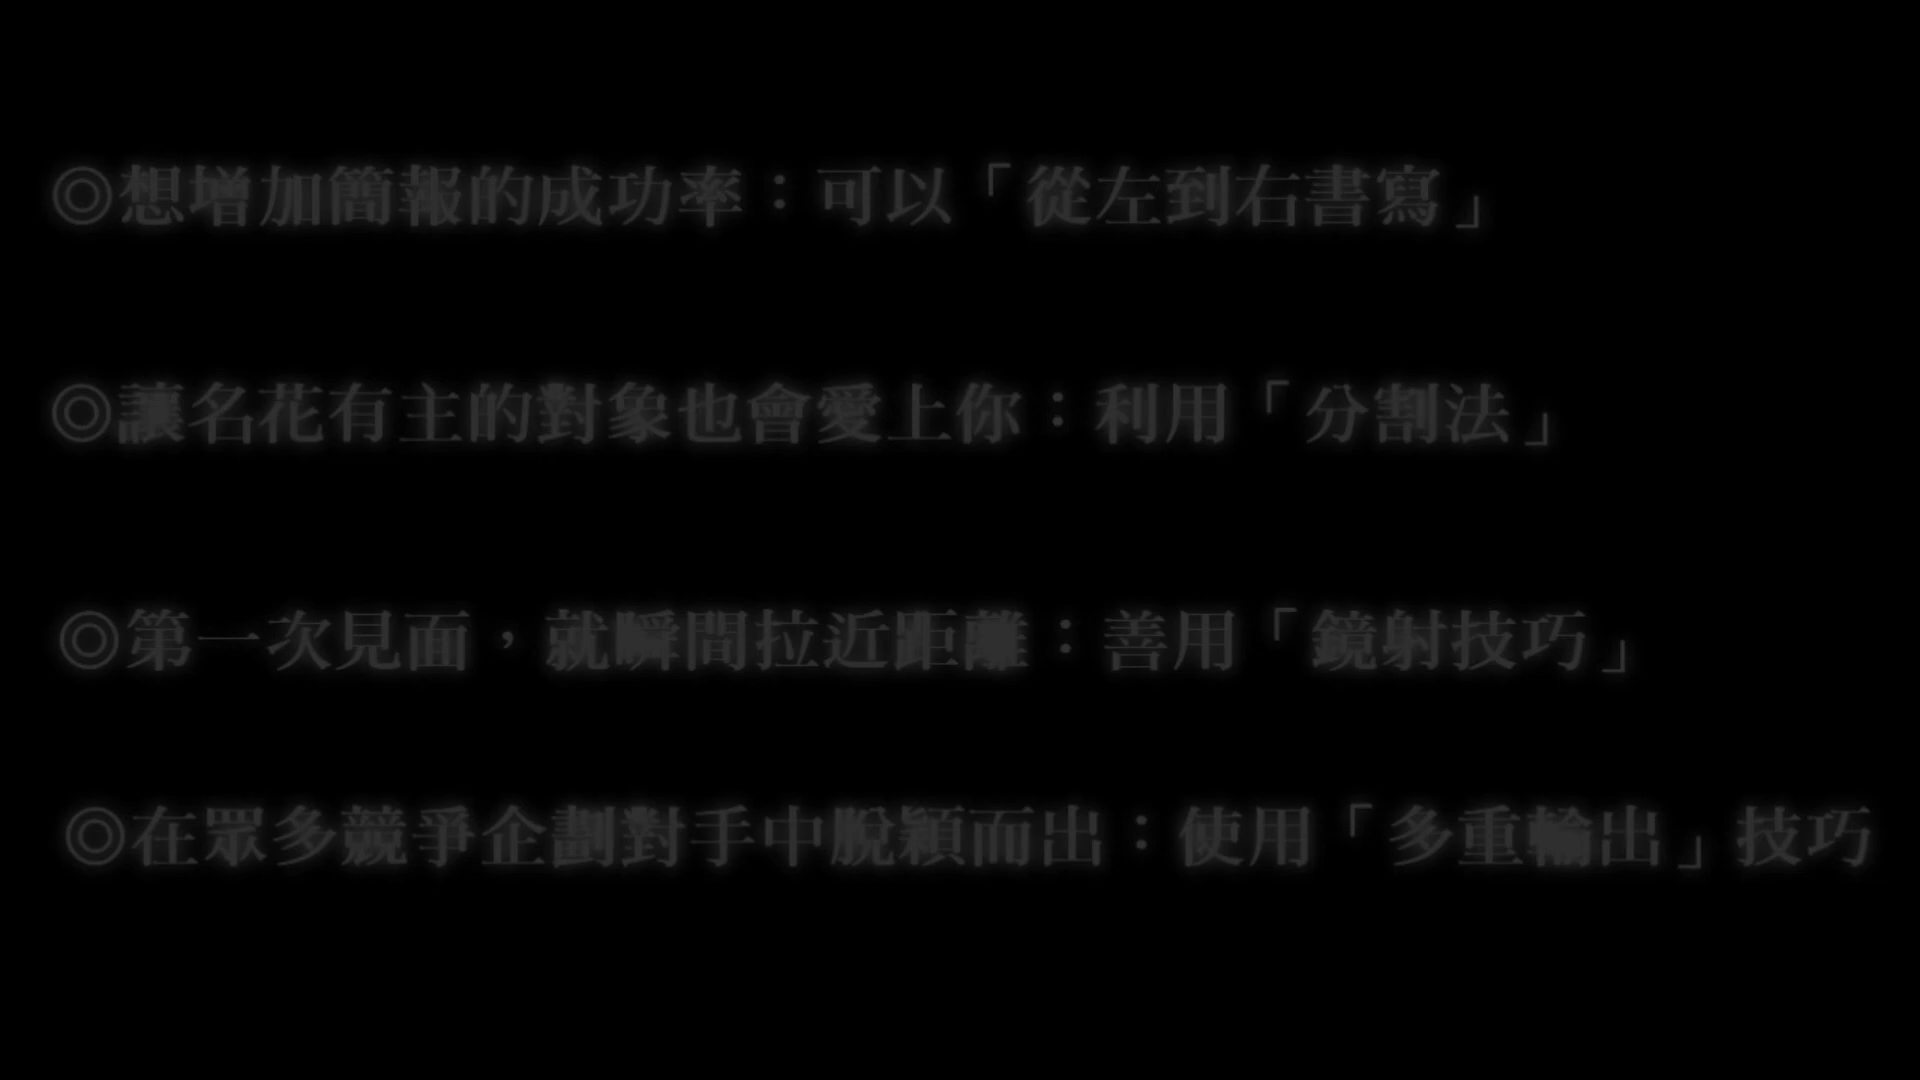 ◎想增加簡報的成功率：可以「從左到右書寫」
◎讓名花有主的對象也會愛上你：利用「分割法」
◎第一次見面，就瞬間拉近距離：善用「鏡射技巧」
◎在眾多競爭企劃對手中脫穎而出：使用「多重輸出」技巧